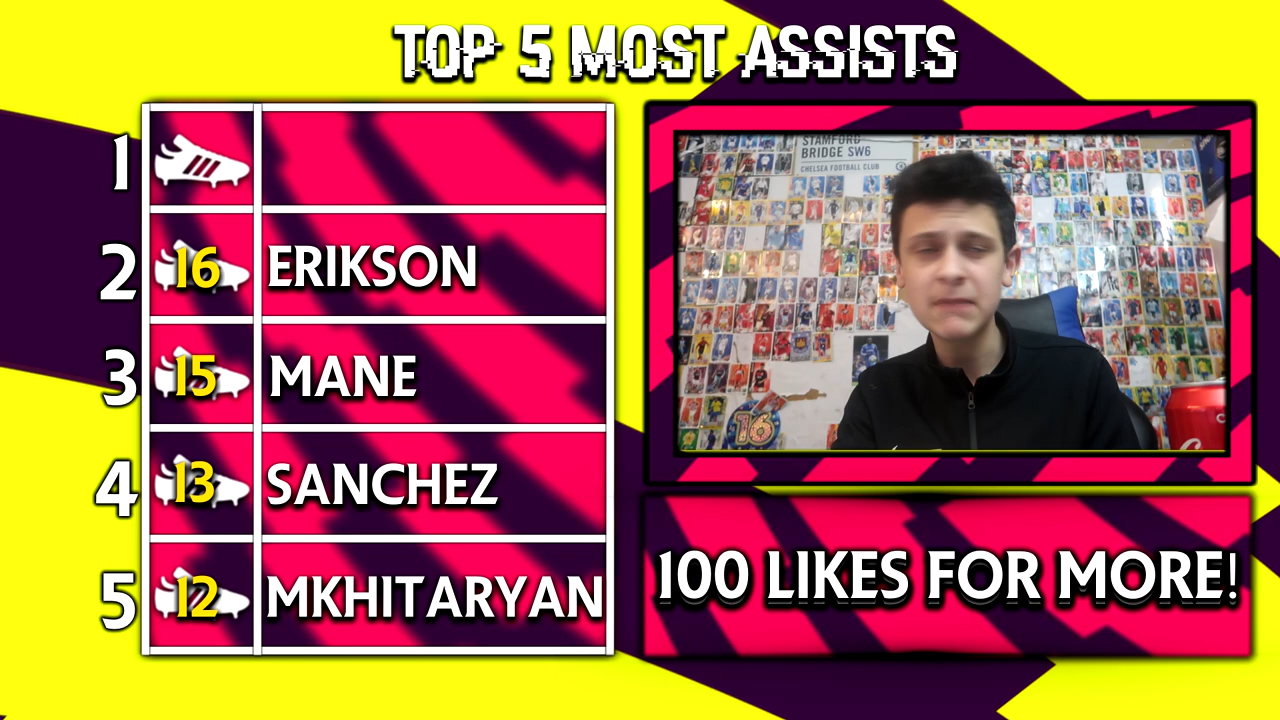 TOP 5 MOST ASSISTS
1
2 16 ERIKSON
3 15 MANE
4 13 SANCHEZ
5 12 MKHITARYAN
STAMFORD
BRIDGE SW6
CHELSEA FOOTBALL CLUB
16
100 LIKES FOR MORE!